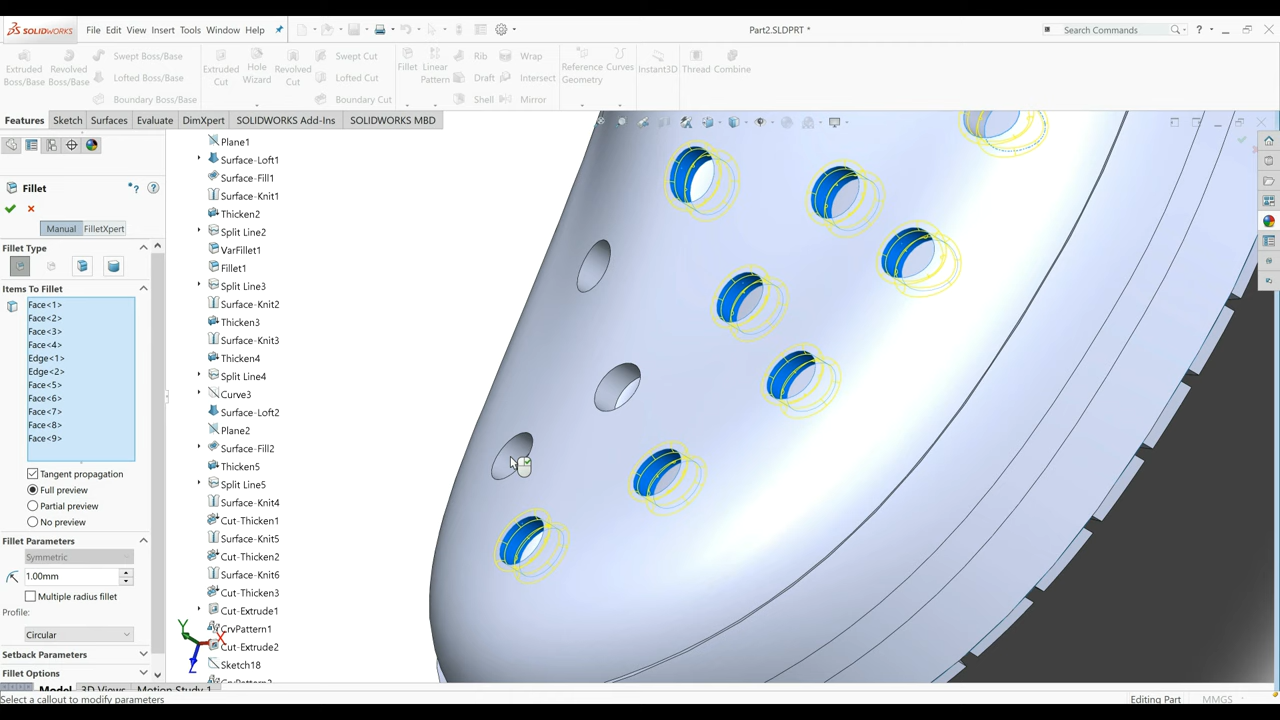 SOLIDWORKS File Edit View Insert Tools Window Help Part2.SLDPRT * Search Commands ?
Extruded Boss/Base Revolved Boss/Base Swept Boss/Base Lofted Boss/Base Boundary Boss/Base Extruded Cut Hole Wizard Revolved Cut Swept Cut Lofted Cut Boundary Cut Fillet Linear Pattern Rib Draft Shell Wrap Intersect Mirror Reference Geometry Curves Instant3D Thread Combine
Features Sketch Surfaces Evaluate DimXpert SOLIDWORKS Add-Ins SOLIDWORKS MBD
Fillet
Manual FilletXpert
Fillet Type
Items To Fillet
Face<1>
Face<2>
Face<3>
Face<4>
Edge<1>
Edge<2>
Face<5>
Face<6>
Face<7>
Face<8>
Face<9>
Tangent propagation
Full preview
Partial preview
No preview
Fillet Parameters
Symmetric
1.00mm
Multiple radius fillet
Profile:
Circular
Setback Parameters
Fillet Options
Plane1
Surface-Loft1
Surface-Fill1
Surface-Knit1
Thicken2
Split Line2
VarFillet1
Fillet1
Split Line3
Surface-Knit2
Thicken3
Surface-Knit3
Thicken4
Split Line4
Curve3
Surface-Loft2
Plane2
Surface-Fill2
Thicken5
Split Line5
Surface-Knit4
Cut-Thicken1
Surface-Knit5
Cut-Thicken2
Surface-Knit6
Cut-Thicken3
Cut-Extrude1
CrvPattern1
Cut-Extrude2
Sketch18
Y X Z
Model 3D Views Motion Study 1
Select a callout to modify parameters Editing Part MMGS